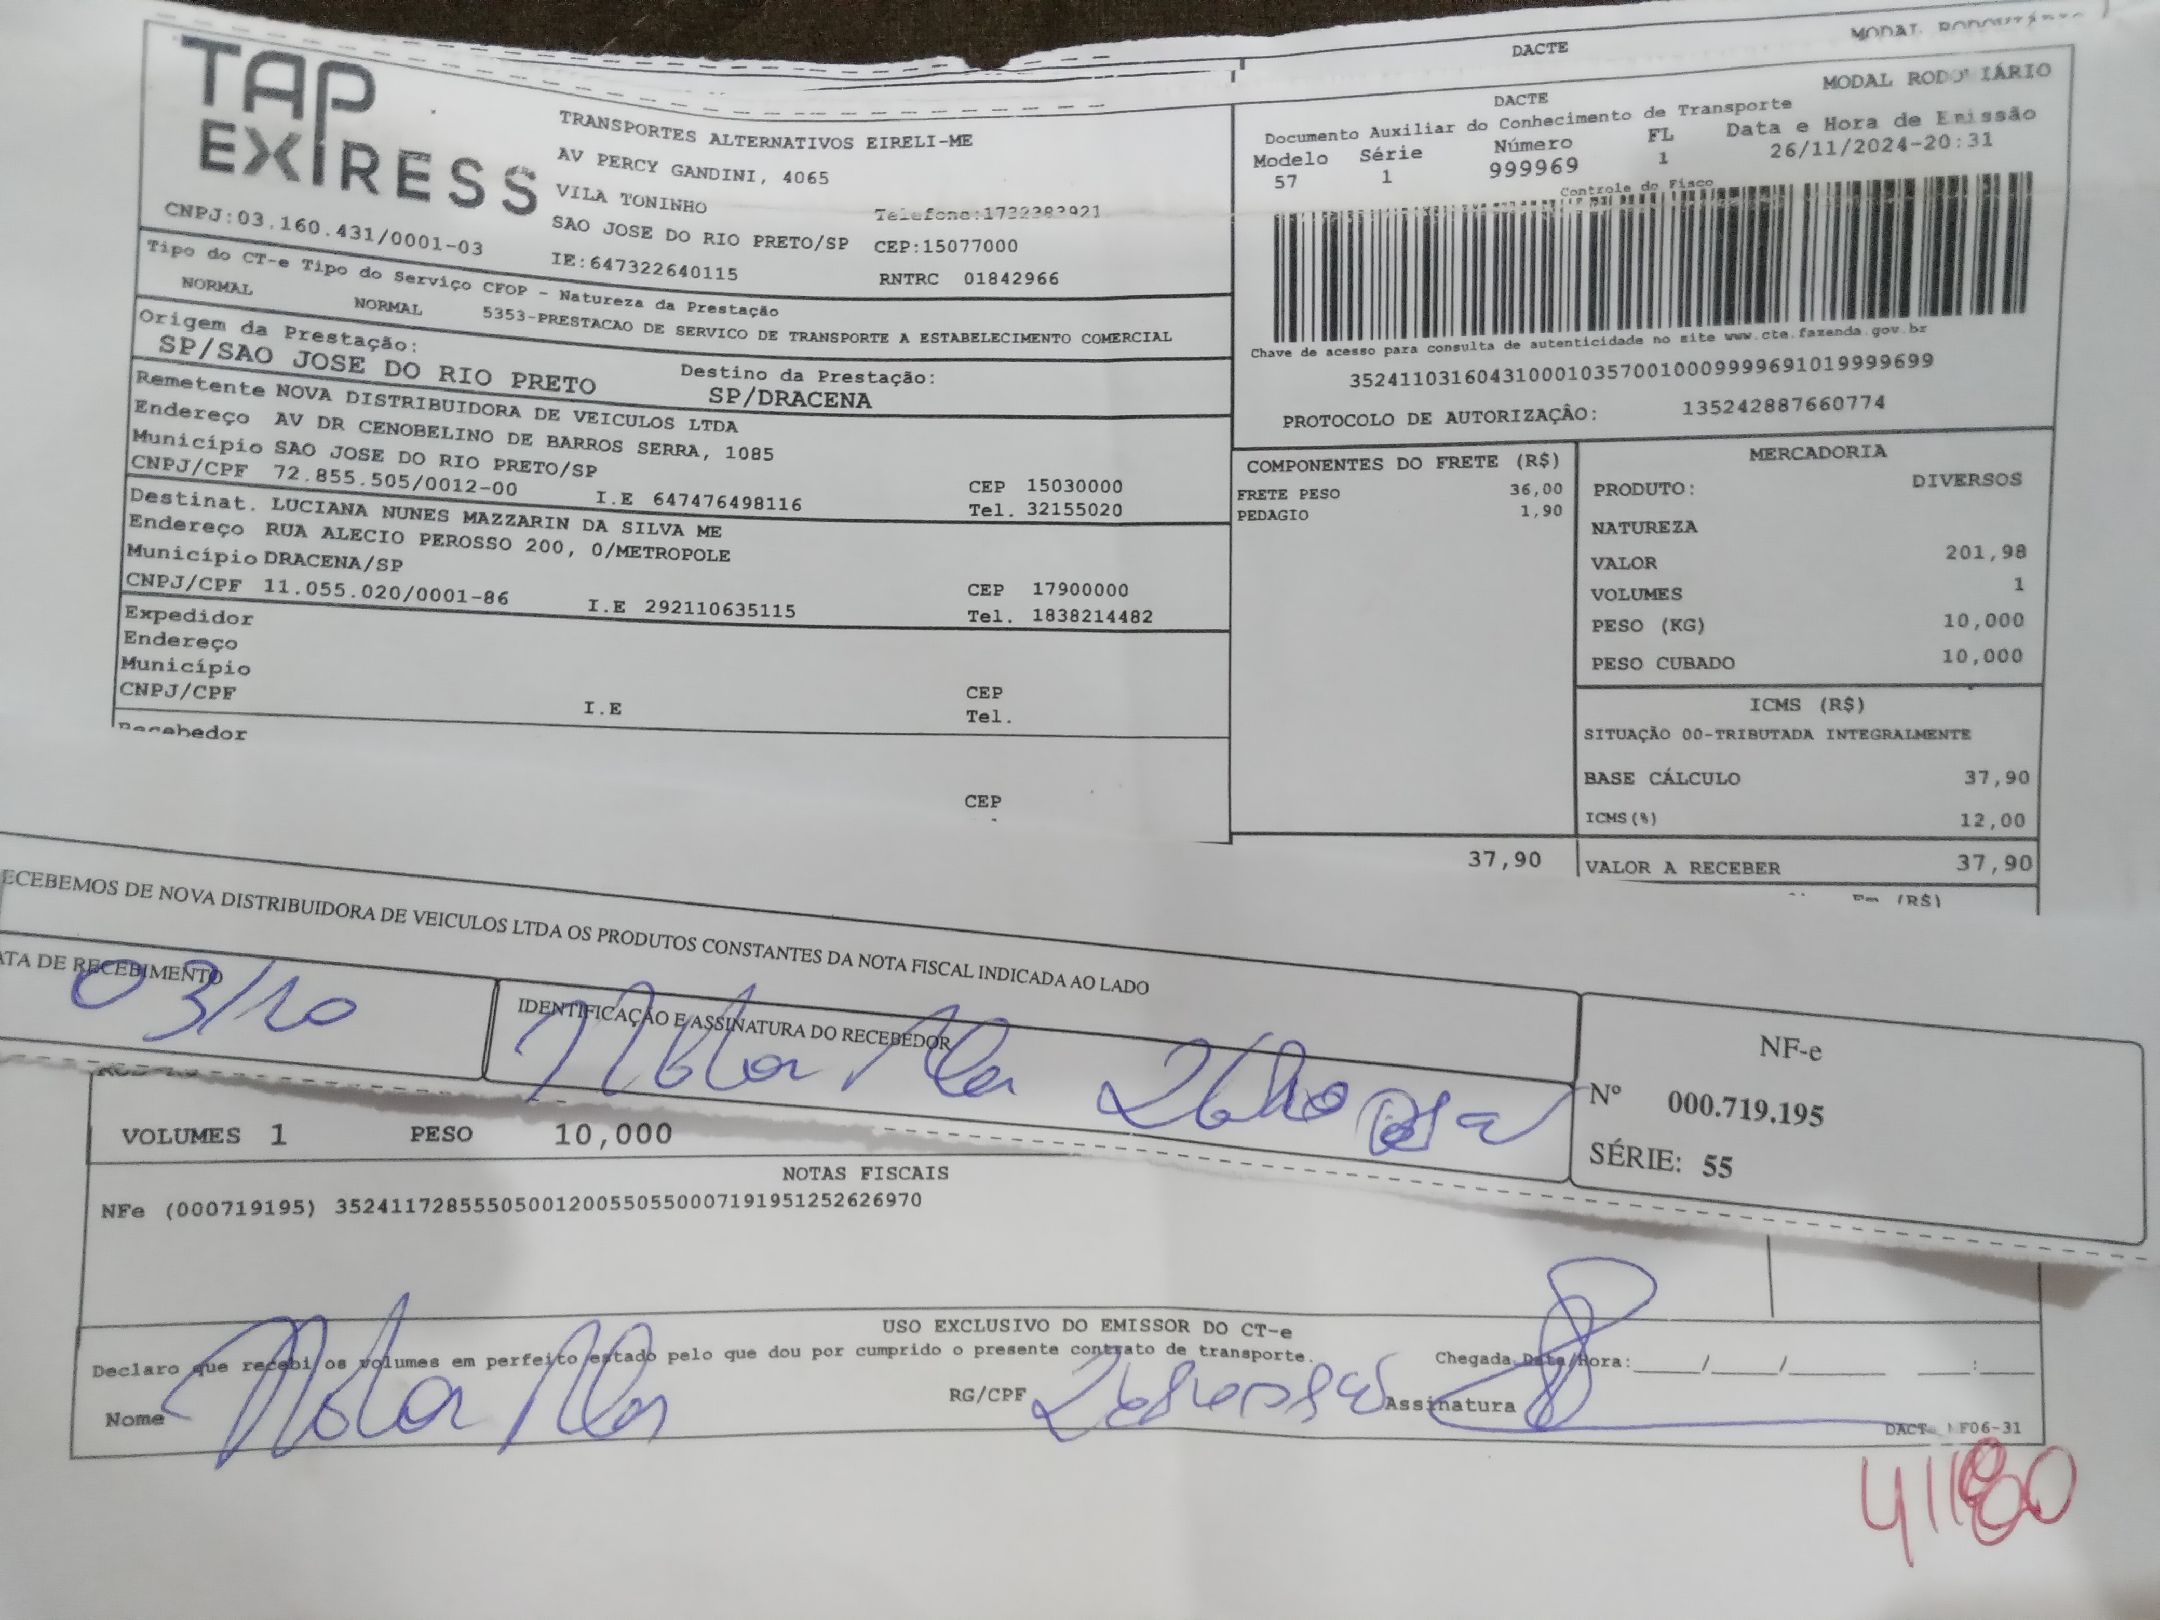 DACTE
MODAL RODOVIÁRIO
TAP
EXPRESS
TRANSPORTES ALTERNATIVOS EIRELI-ME
AV PERCY GANDINI, 4065
VILA TONINHO
Telefone:1732383921
SAO JOSE DO RIO PRETO/SP CEP:15077000
CNPJ:03.160.431/0001-03
IE:647322640115
RNTRC 01842966
DACTE
MODAL RODOVIÁRIO
Documento Auxiliar do Conhecimento de Transporte
Modelo Série Número FL Data e Hora de Emissão
57 1 999969 1 26/11/2024-20:31
Controle do Fisco
Chave de acesso para consulta de autenticidade no site www.cte.fazenda.gov.br
35241103160431000103570010009999691019999699
PROTOCOLO DE AUTORIZAÇÂO: 135242887660774
Tipo do CT-e Tipo do Serviço CFOP - Natureza da Prestação
NORMAL NORMAL 5353-PRESTACAO DE SERVICO DE TRANSPORTE A ESTABELECIMENTO COMERCIAL
Origem da Prestação:
SP/SAO JOSE DO RIO PRETO
Destino da Prestação:
SP/DRACENA
Remetente NOVA DISTRIBUIDORA DE VEICULOS LTDA
Endereço AV DR CENOBELINO DE BARROS SERRA, 1085
Município SAO JOSE DO RIO PRETO/SP CEP 15030000
CNPJ/CPF 72.855.505/0012-00 I.E 647476498116 Tel. 32155020
Destinat. LUCIANA NUNES MAZZARIN DA SILVA ME
Endereço RUA ALECIO PEROSSO 200, 0/METROPOLE
Município DRACENA/SP CEP 17900000
CNPJ/CPF 11.055.020/0001-86 I.E 292110635115 Tel. 1838214482
Expedidor
Endereço
Município CEP
CNPJ/CPF I.E Tel.
Recebedor
CEP
COMPONENTES DO FRETE (R$)
FRETE PESO 36,00
PEDAGIO 1,90
37,90
MERCADORIA
PRODUTO: DIVERSOS
NATUREZA
VALOR 201,98
VOLUMES 1
PESO (KG) 10,000
PESO CUBADO 10,000
ICMS (R$)
SITUAÇÃO 00-TRIBUTADA INTEGRALMENTE
BASE CÁLCULO 37,90
ICMS(%) 12,00
VALOR A RECEBER 37,90
(R$)
ECEBEMOS DE NOVA DISTRIBUIDORA DE VEICULOS LTDA OS PRODUTOS CONSTANTES DA NOTA FISCAL INDICADA AO LADO
ATA DE RECEBIMENTO
03/10
IDENTIFICAÇÃO E ASSINATURA DO RECEBEDOR
NF-e
Nº 000.719.195
SÉRIE: 55
VOLUMES 1 PESO 10,000
NOTAS FISCAIS
NFe (000719195) 35241172855505001200550550007191951252626970
USO EXCLUSIVO DO EMISSOR DO CT-e
Declaro que recebi os volumes em perfeito estado pelo que dou por cumprido o presente contrato de transporte.
Chegada Data/Hora:____/____/____ ___:___
Nome
RG/CPF
Assinatura